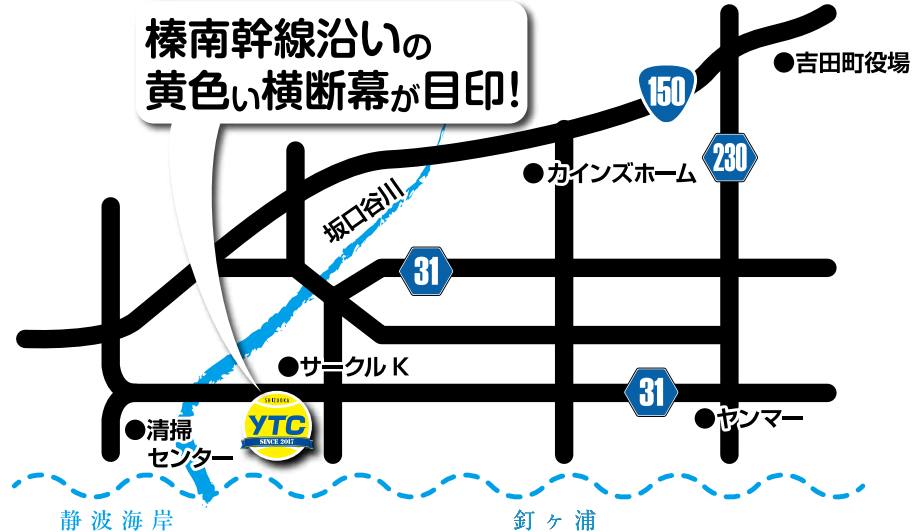 榛南幹線沿いの
黄色い横断幕が目印!
150
●吉田町役場
230
●カインズホーム
坂口谷川
31
●サークルK
31
●ヤンマー
SHIZUOKA
YTC
SINCE 2017
●清掃
センター
静波海岸
釘ヶ浦